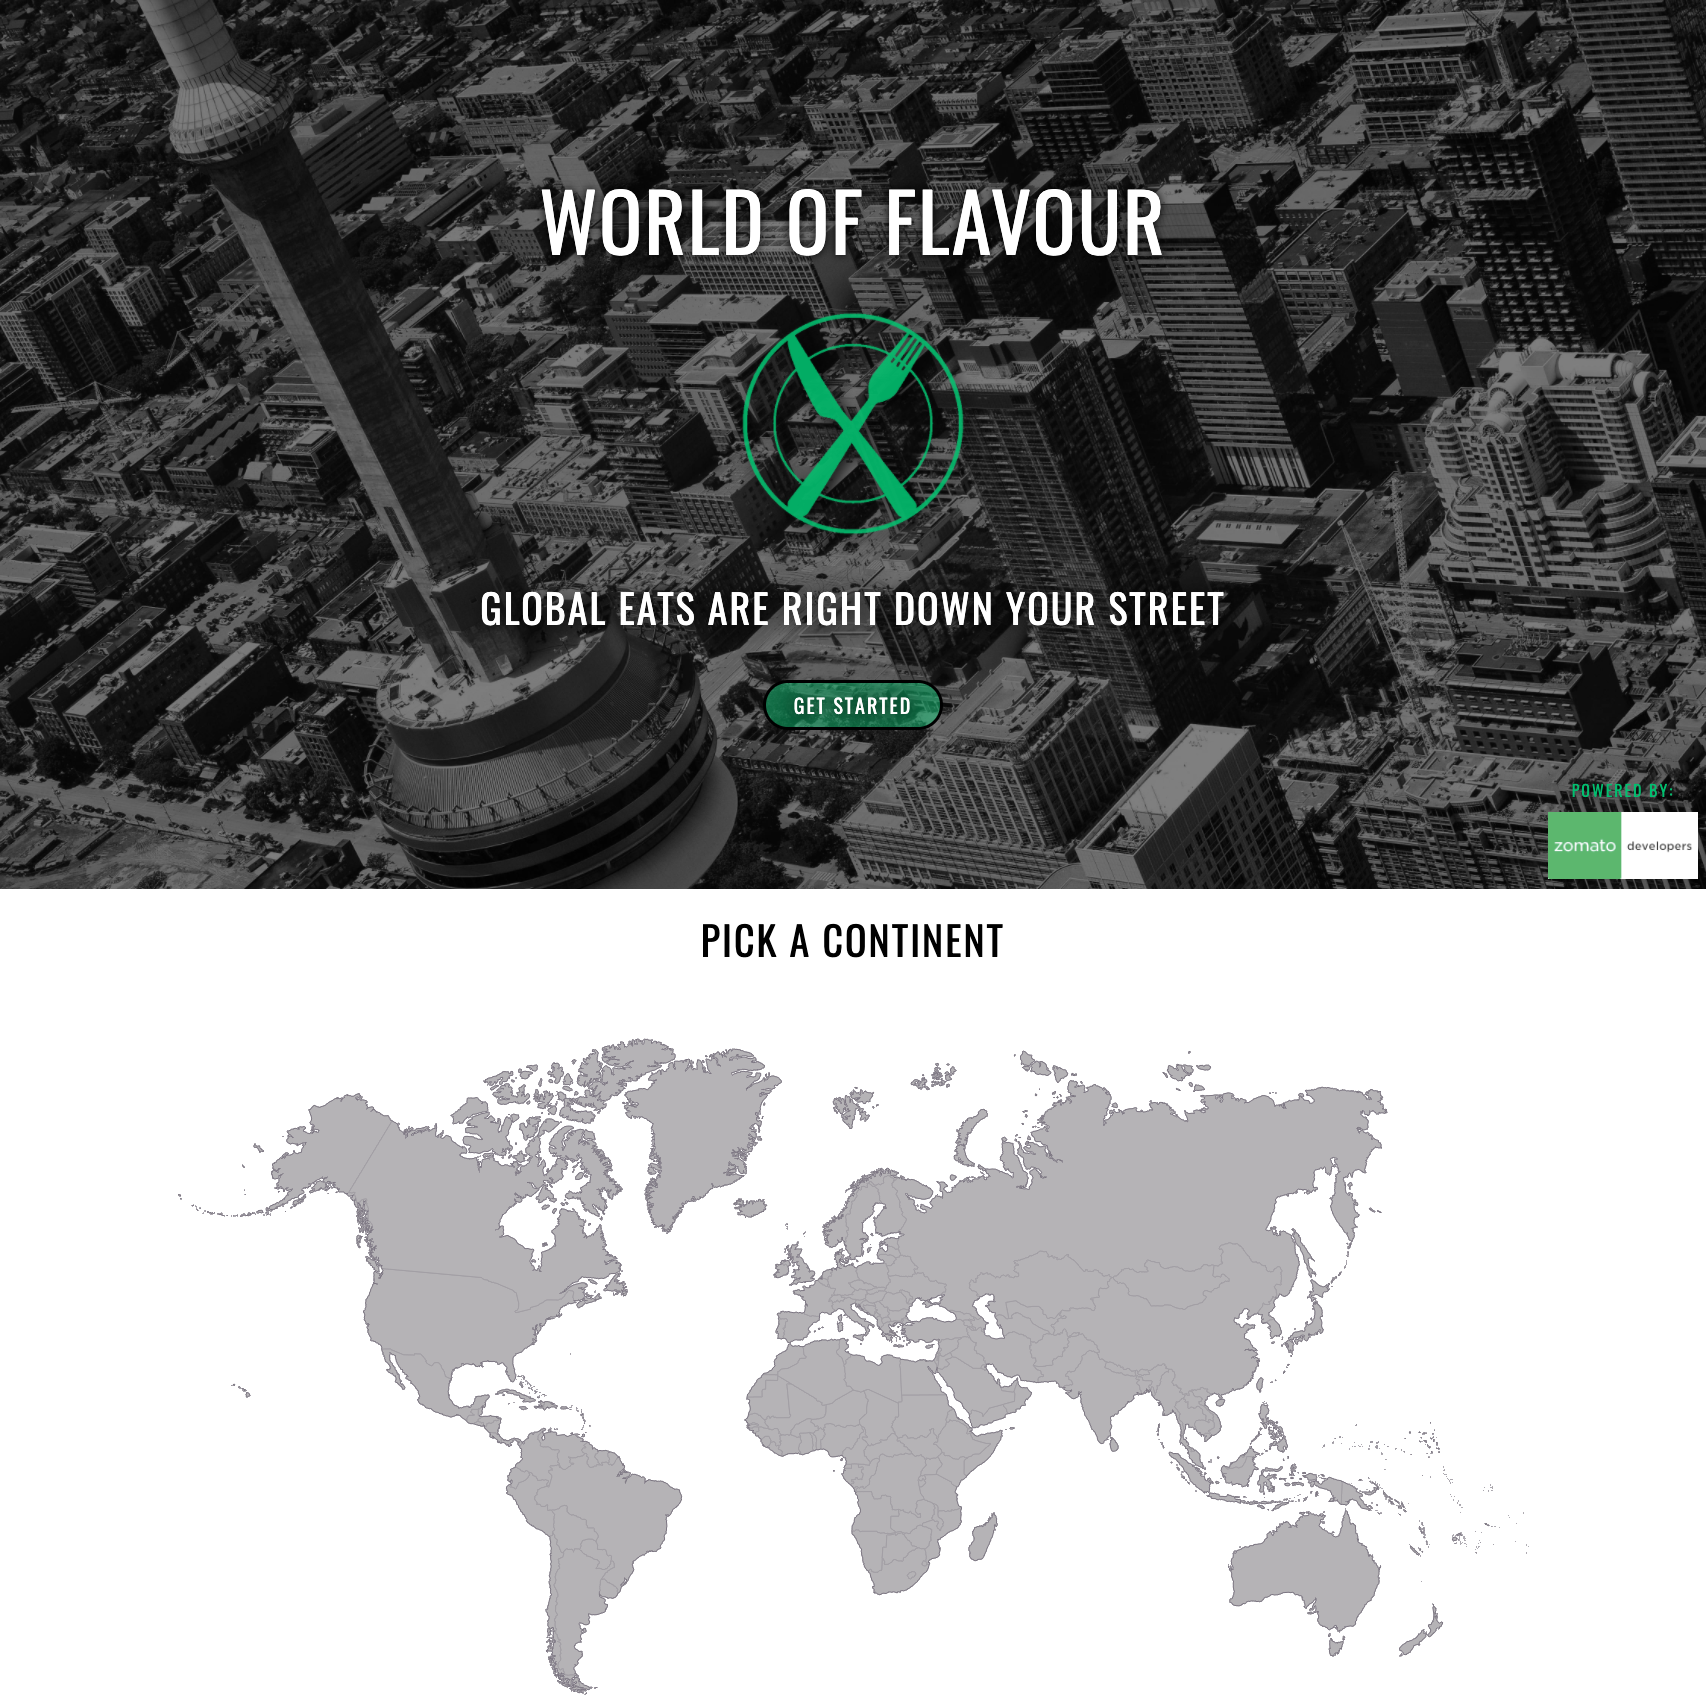 WORLD OF FLAVOUR
GLOBAL EATS ARE RIGHT DOWN YOUR STREET
GET STARTED
POWERED BY:
zomato developers
PICK A CONTINENT